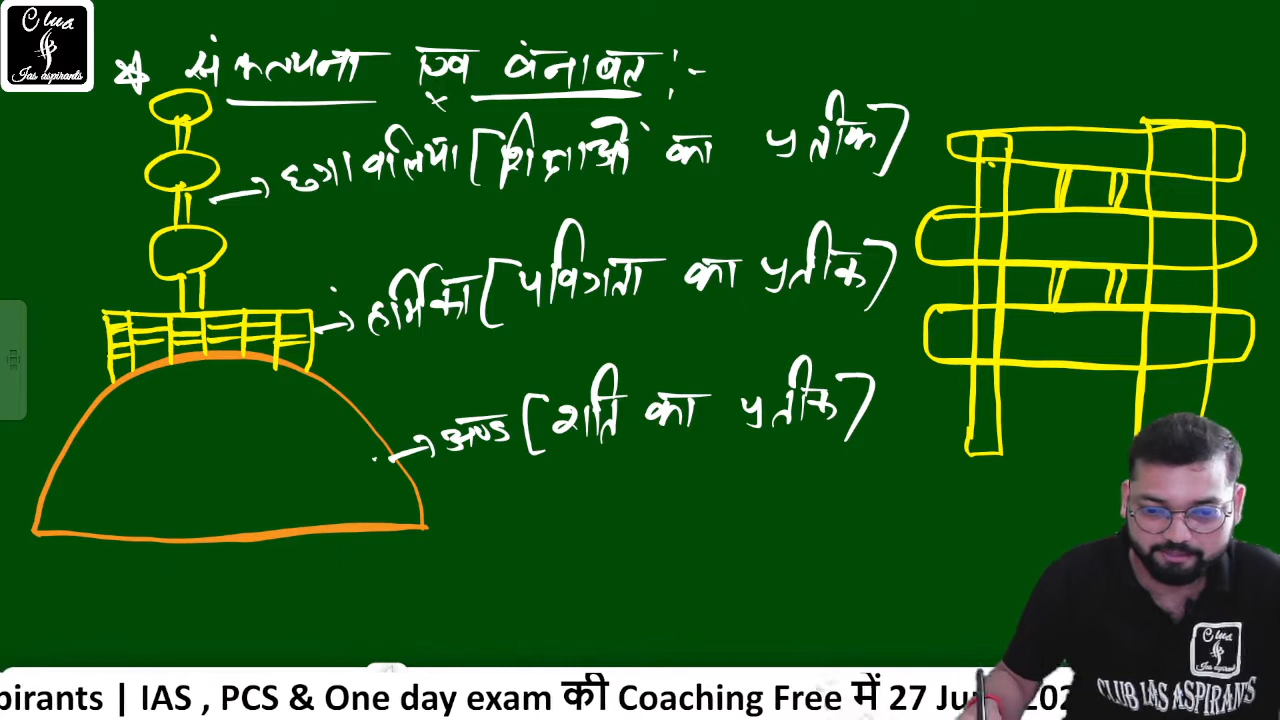 Club
Ias aspirants
* संकल्पना एवं बनावट :-
→ छत्रावलियाँ [शिक्षाओं का प्रतीक]
→ हर्मिका [पवित्रता का प्रतीक]
→ अण्ड [शांति का प्रतीक]
Club
CLUB IAS ASPIRANTS
pirants | IAS , PCS & One day exam की Coaching Free में 27 Ju